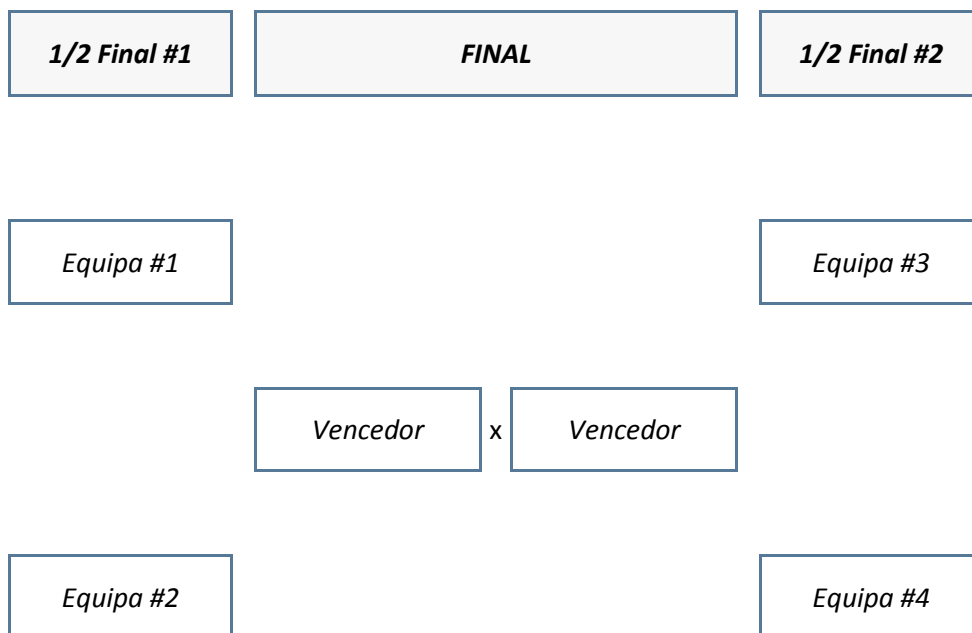 1/2 Final #1
FINAL
1/2 Final #2
Equipa #1
Equipa #3
Vencedor x Vencedor
Equipa #2
Equipa #4